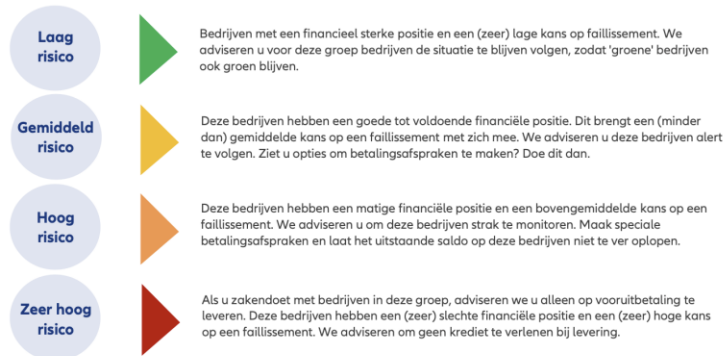 Laag
risico
Bedrijven met een financieel sterke positie en een (zeer) lage kans op faillissement. We
adviseren u voor deze groep bedrijven de situatie te blijven volgen, zodat 'groene' bedrijven
ook groen blijven.
Gemiddeld
risico
Deze bedrijven hebben een goede tot voldoende financiële positie. Dit brengt een (minder
dan) gemiddelde kans op een faillissement met zich mee. We adviseren u deze bedrijven alert
te volgen. Ziet u opties om betalingsafspraken te maken? Doe dit dan.
Hoog
risico
Deze bedrijven hebben een matige financiële positie en een bovengemiddelde kans op een
faillissement. We adviseren u om deze bedrijven strak te monitoren. Maak speciale
betalingsafspraken en laat het uitstaande saldo op deze bedrijven niet te ver oplopen.
Zeer hoog
risico
Als u zakendoet met bedrijven in deze groep, adviseren we u alleen op vooruitbetaling te
leveren. Deze bedrijven hebben een (zeer) slechte financiële positie en een (zeer) hoge kans
op een faillissement. We adviseren om geen krediet te verlenen bij levering.